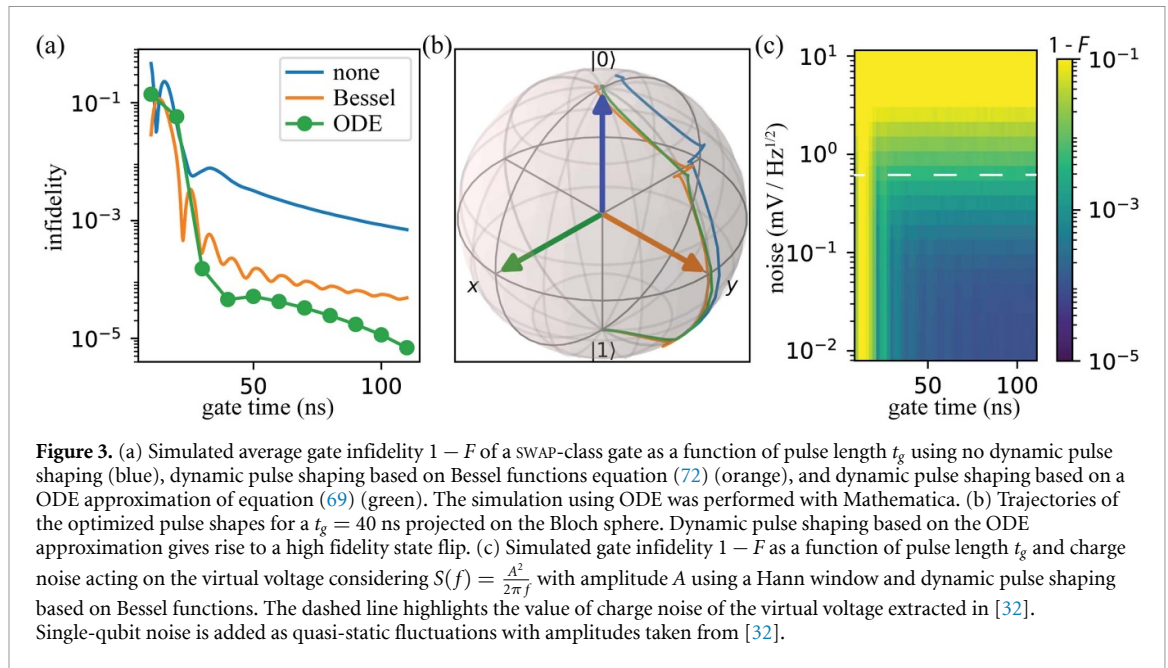 (a)
(b)
(c)
none
Bessel
ODE
10⁻¹
10⁻³
10⁻⁵
infidelity
50
100
gate time (ns)
|0⟩
x
y
|1⟩
10¹
10⁰
10⁻¹
10⁻²
noise (mV / Hz^{1/2})
50
100
gate time (ns)
1 - F
10⁻¹
10⁻³
10⁻⁵
Figure 3. (a) Simulated average gate infidelity 1 − F of a SWAP-class gate as a function of pulse length t_g using no dynamic pulse
shaping (blue), dynamic pulse shaping based on Bessel functions equation (72) (orange), and dynamic pulse shaping based on a
ODE approximation of equation (69) (green). The simulation using ODE was performed with Mathematica. (b) Trajectories of
the optimized pulse shapes for a t_g = 40 ns projected on the Bloch sphere. Dynamic pulse shaping based on the ODE
approximation gives rise to a high fidelity state flip. (c) Simulated gate infidelity 1 − F as a function of pulse length t_g and charge
noise acting on the virtual voltage considering S(f) = A²/2πf with amplitude A using a Hann window and dynamic pulse shaping
based on Bessel functions. The dashed line highlights the value of charge noise of the virtual voltage extracted in [32].
Single-qubit noise is added as quasi-static fluctuations with amplitudes taken from [32].